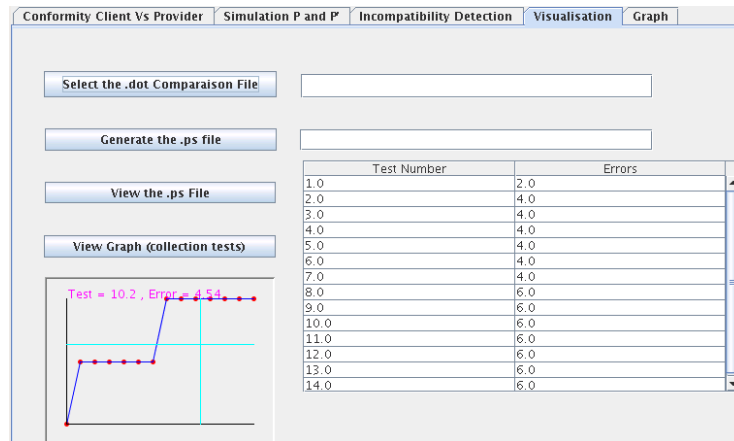 Conformity Client Vs Provider Simulation P and P' Incompatibility Detection Visualisation Graph
Select the .dot Comparaison File
Generate the .ps file
View the .ps File
View Graph (collection tests)
Test = 10.2 , Error = 4.54
Test Number Errors
1.0 2.0
2.0 4.0
3.0 4.0
4.0 4.0
5.0 4.0
6.0 4.0
7.0 4.0
8.0 6.0
9.0 6.0
10.0 6.0
11.0 6.0
12.0 6.0
13.0 6.0
14.0 6.0